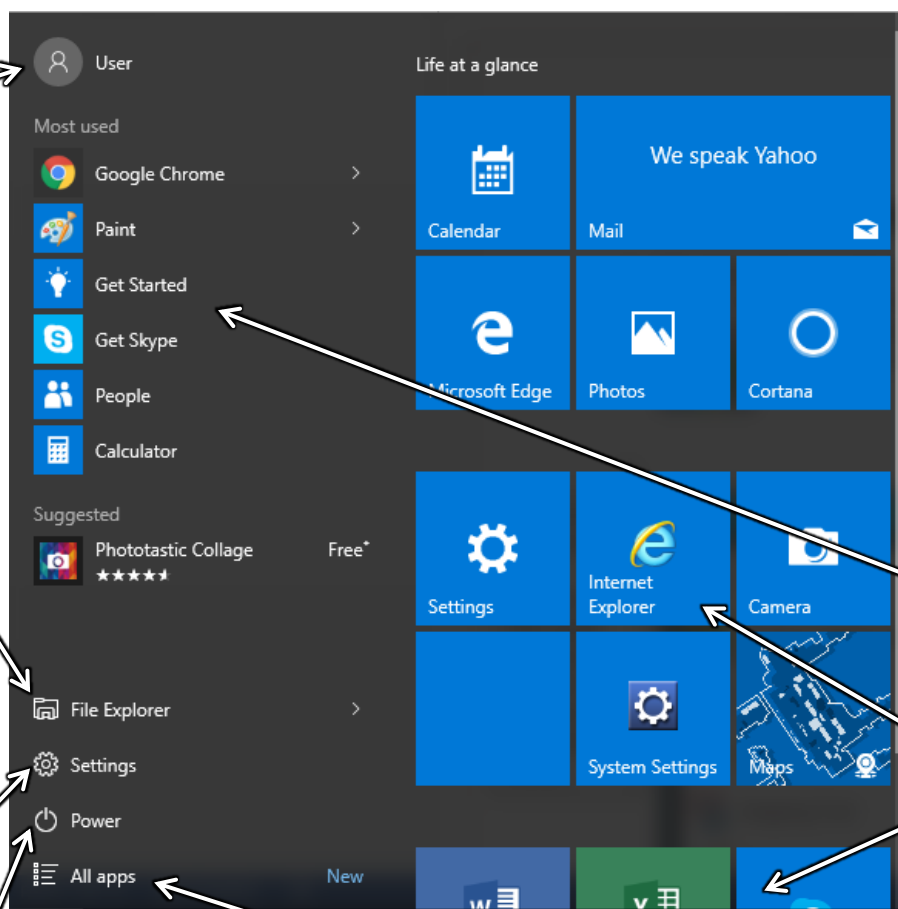 User
Life at a glance
Most used
Google Chrome
Paint
Get Started
Get Skype
People
Calculator
Suggested
Phototastic Collage
Free*
File Explorer
Settings
Power
All apps
New
We speak Yahoo
Calendar
Mail
Microsoft Edge
Photos
Cortana
Settings
Internet
Explorer
Camera
System Settings
Maps